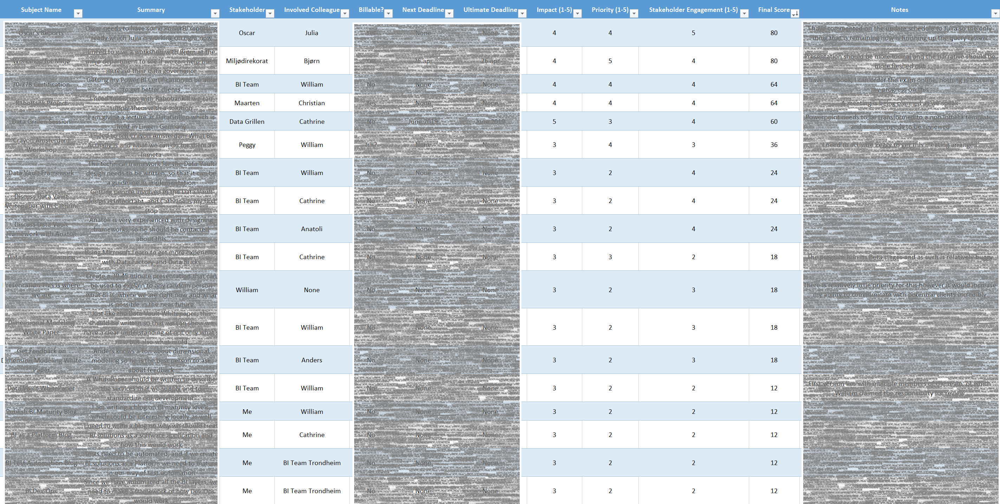 Subject Name Summary Stakeholder Involved Colleague Billable? Next Deadline Ultimate Deadline Impact (1-5) Priority (1-5) Stakeholder Engagement (1-5) Final Score Notes
Oscar's Reports
Oscar needs to have some PowerBI reporting
ready which Julia is working on right now
Oscar Julia Yes None None 4 4 5 80
I have commented on the update schedule to Julia so the only
thing that is remaining now is finishing up the query review
Workshop for Miljø
I need to give a workshop with Bjørn at the
miljø department to see if we can help them
increase their data governance
Miljødirekorat Bjørn Yes 26.apr 26.apr 4 5 4 80
Presentation should be more formal and the narrative should be
more fleshed out
70-778 Certification
Getting my Power BI Certification to be able
to get better clients
BI Team William No None None 4 4 4 64
I have the book, I can order the exam online, nothing is blocking
my progress on this
RaboBank Project
I need to discuss with Rabobank if we can
supply them with a solution
Maarten Christian Yes None None 4 4 4 64
A meeting is being planned as we speak
Data Grillen Session
I am giving a lecture at DataGrillen which is
held in Lingen Germany
Data Grillen Cathrine No June 2019 June 2019 5 3 4 60
Powerpoint needs to be transformed to a non Inmeta template,
and session needs to be reviewed
Crayon Amsterdam
Workshop
I need to tell Crayon Amsterdam What BI
Actually is and what we can do for them as
Inmeta
Peggy William Ish? None None 3 4 3 36
I need to activate Peggy to get this meeting arranged
Data Vault Framework
The technical framework for the Data Vault
design needs to be written, so that it can be
a guideline in implementation
BI Team William No None None 3 2 4 24
Discuss Data Vault
Whitepaper with Cathrine
Getting people involved in the Data Vault
design is important, and Cathrine is my first
stop
BI Team Cathrine No None None 3 2 4 24
Discuss Data Vault
Framework with Anatoli
Anatoli is very experienced with designing
frameworks, so he should be contacted
about this
BI Team Anatoli No None None 3 2 4 24
Data Engineer Learning
Using Microsoft Learn to get more experience
with Data Factory and Data Bricks
BI Team Cathrine No None None 3 3 2 18
The program is in its Beta stages and as such is relatively buggy
Presentation This is where
we are
Create a 30-45 minute presentation that can
be used to explain to any random person
what BI is, where we are right now and what
is possible in the near future
William None No None None 3 2 3 18
There is relatively little priority for this however it would increase
my ability to communicate with potential clients incredibly
Dimensional Modeling
White Paper
Just like the Data Vault Whitepaper, this
should be written so that we can show we
have a clear understanding of not only what's
new but also what is old
BI Team William No None None 3 2 3 18
Get Feedback on
Dimension Modeling White
Paper
Anders knows a ton about dimensional
modeling so he is the best person to ask
about feedback
BI Team Anders No None None 3 2 3 18
Data Vault WhitePaper
A WhitePaper should be written to describe
the services that we supply and to
standardize our development.
BI Team William No None None 3 2 2 12
First version lies with multiple members of the team, of which
William claimed the responsiblity for review
Publish BI Maturity Blog
I am writing a blog on BI maturity levels,
which could be interesting locally as well
Me William No None None 3 2 2 12
BI as a Platform Blog
I need to write a blog on why we should treat
BI solutions as a software application and
how this would work
Me Cathrine No None None 3 2 2 12
BI Test Automation Blog
Tests need to be automated, and if we create
BI solutions as a Platform we need to mature
in our way of test automation
Me BI Team Trondheim No None None 3 2 2 12
BI Dev-Ops
Since we have automated all the BI layers, we
need to make a framework of how Dev-Ops
would work
Me BI Team Trondheim No None None 3 2 2 12